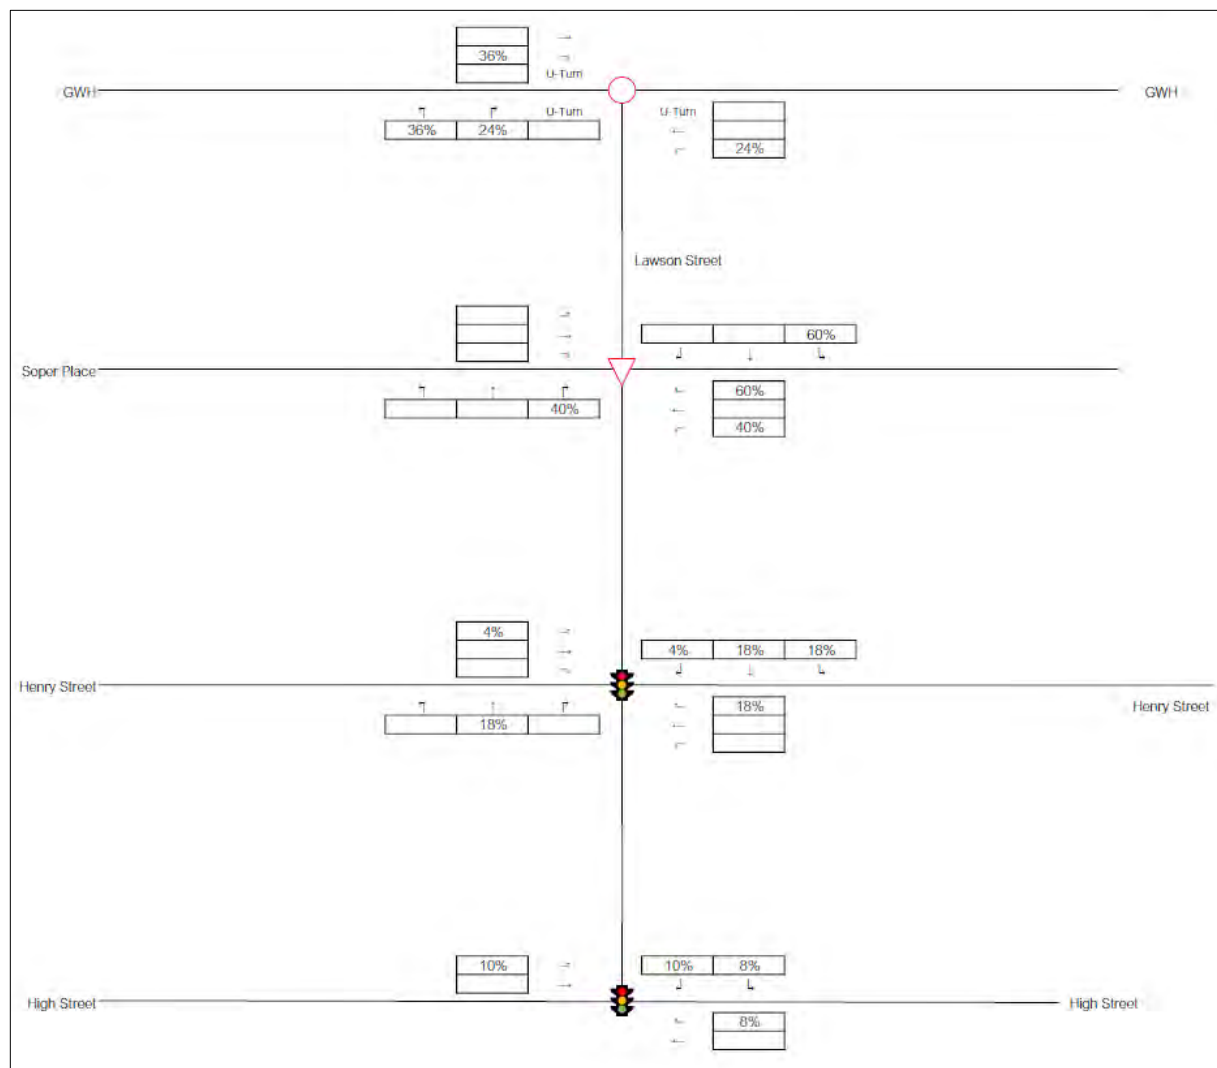 36%
U-Turn
GWH
GWH
U-Turn
U-Turn
36% 24%
24%
Lawson Street
60%
Soper Place
60%
40%
40%
4%
4% 18% 18%
Henry Street
18%
Henry Street
18%
10%
10% 8%
High Street
High Street
8%